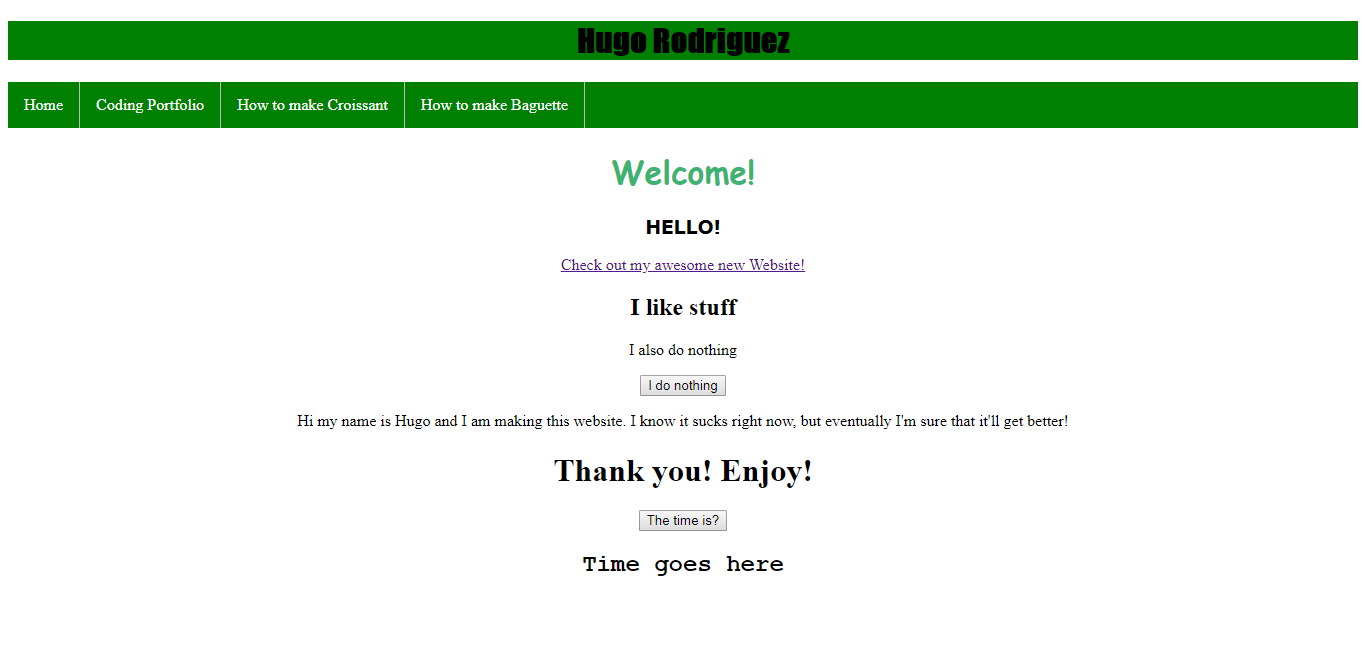 Hugo Rodriguez
Home Coding Portfolio How to make Croissant How to make Baguette
Welcome!
HELLO!
Check out my awesome new Website!
I like stuff
I also do nothing
I do nothing
Hi my name is Hugo and I am making this website. I know it sucks right now, but eventually I'm sure that it'll get better!
Thank you! Enjoy!
The time is?
Time goes here